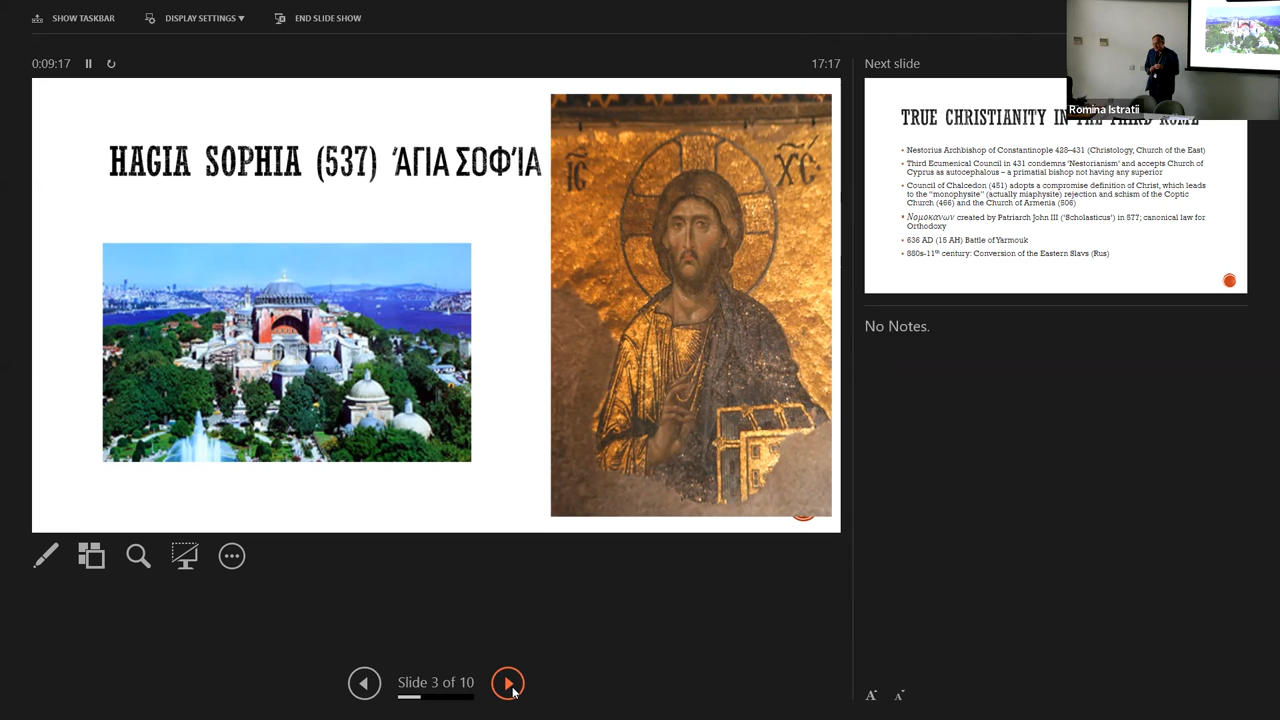 SHOW TASKBAR
DISPLAY SETTINGS ▾
END SLIDE SHOW
0:09:17
17:17
HAGIA SOPHIA (537) ἍΓΙΑ ΣΟΦΊΑ
IC
XC
Slide 3 of 10
Next slide
Romina Istratii
TRUE CHRISTIANITY IN THE THIRD ROME
• Nestorius Archbishop of Constantinople 428–431 (Christology, Church of the East)
• Third Ecumenical Council in 431 condemns 'Nestorianism' and accepts Church of
Cyprus as autocephalous – a primatial bishop not having any superior
• Council of Chalcedon (451) adopts a compromise definition of Christ, which leads
to the "monophysite" (actually miaphysite) rejection and schism of the Coptic
Church (466) and the Church of Armenia (506)
• Νομοκανων created by Patriarch John III ('Scholasticus') in 577; canonical law for
Orthodoxy
• 636 AD (15 AH) Battle of Yarmouk
• 880s-11th century: Conversion of the Eastern Slavs (Rus)
No Notes.
A A